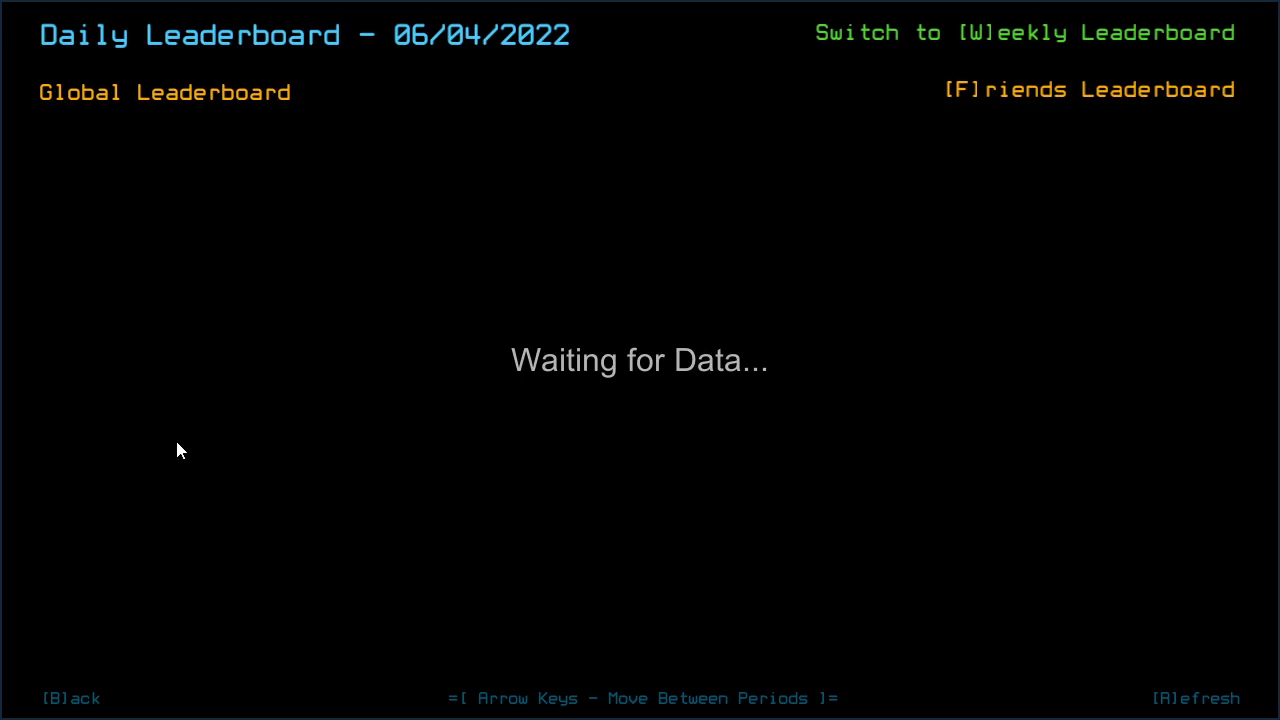 Daily Leaderboard - 06/04/2022
Switch to [W]eekly Leaderboard
Global Leaderboard
[F]riends Leaderboard
Waiting for Data...
[B]ack
=[ Arrow Keys - Move Between Periods ]=
[R]efresh